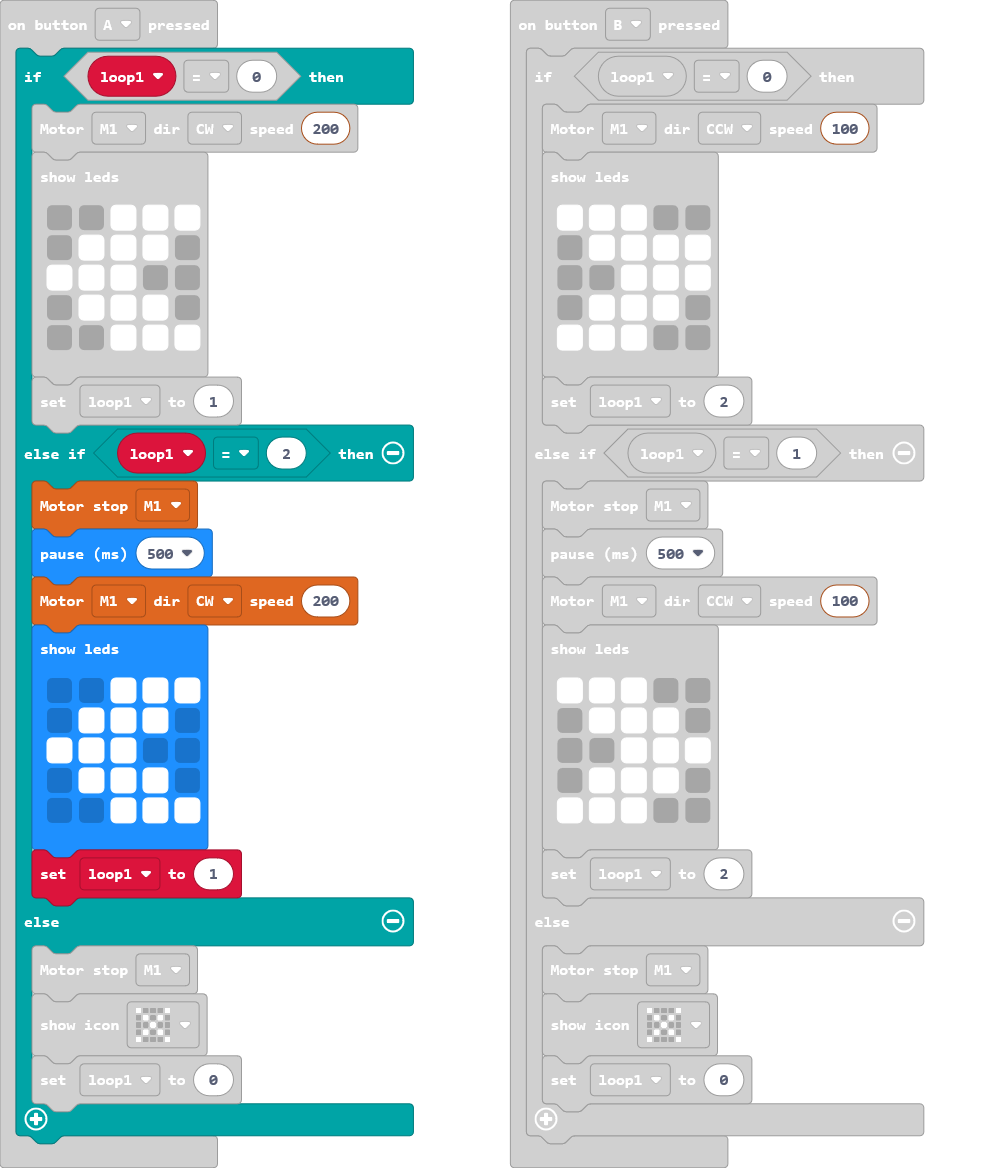 on button A pressed
if loop1 = 0 then
Motor M1 dir CW speed 200
show leds
set loop1 to 1
else if loop1 = 2 then
Motor stop M1
pause (ms) 500
Motor M1 dir CW speed 200
show leds
set loop1 to 1
else
Motor stop M1
show icon
set loop1 to 0
on button B pressed
if loop1 = 0 then
Motor M1 dir CCW speed 100
show leds
set loop1 to 2
else if loop1 = 1 then
Motor stop M1
pause (ms) 500
Motor M1 dir CCW speed 100
show leds
set loop1 to 2
else
Motor stop M1
show icon
set loop1 to 0